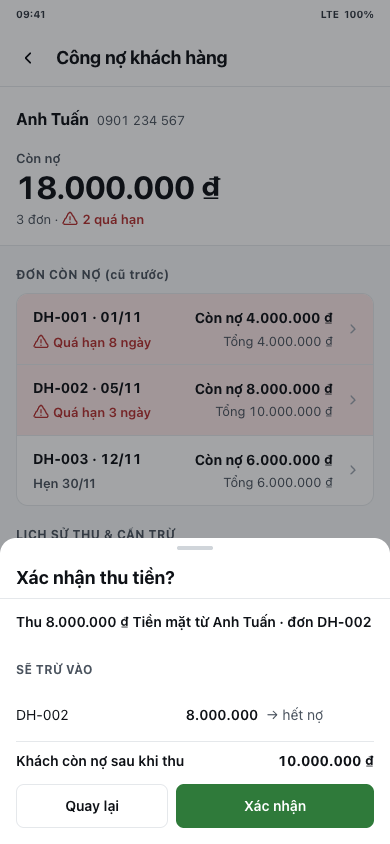 09:41 LTE 100%
Công nợ khách hàng
Anh Tuấn 0901 234 567
Còn nợ
18.000.000 ₫
3 đơn · 2 quá hạn
ĐƠN CÒN NỢ (cũ trước)
DH-001 · 01/11 Còn nợ 4.000.000 ₫
Quá hạn 8 ngày Tổng 4.000.000 ₫
DH-002 · 05/11 Còn nợ 8.000.000 ₫
Quá hạn 3 ngày Tổng 10.000.000 ₫
DH-003 · 12/11 Còn nợ 6.000.000 ₫
Hẹn 30/11 Tổng 6.000.000 ₫
LỊCH SỬ THU & CẤN TRỪ
Xác nhận thu tiền?
Thu 8.000.000 ₫ Tiền mặt từ Anh Tuấn · đơn DH-002
SẼ TRỪ VÀO
DH-002 8.000.000 → hết nợ
Khách còn nợ sau khi thu 10.000.000 ₫
Quay lại Xác nhận